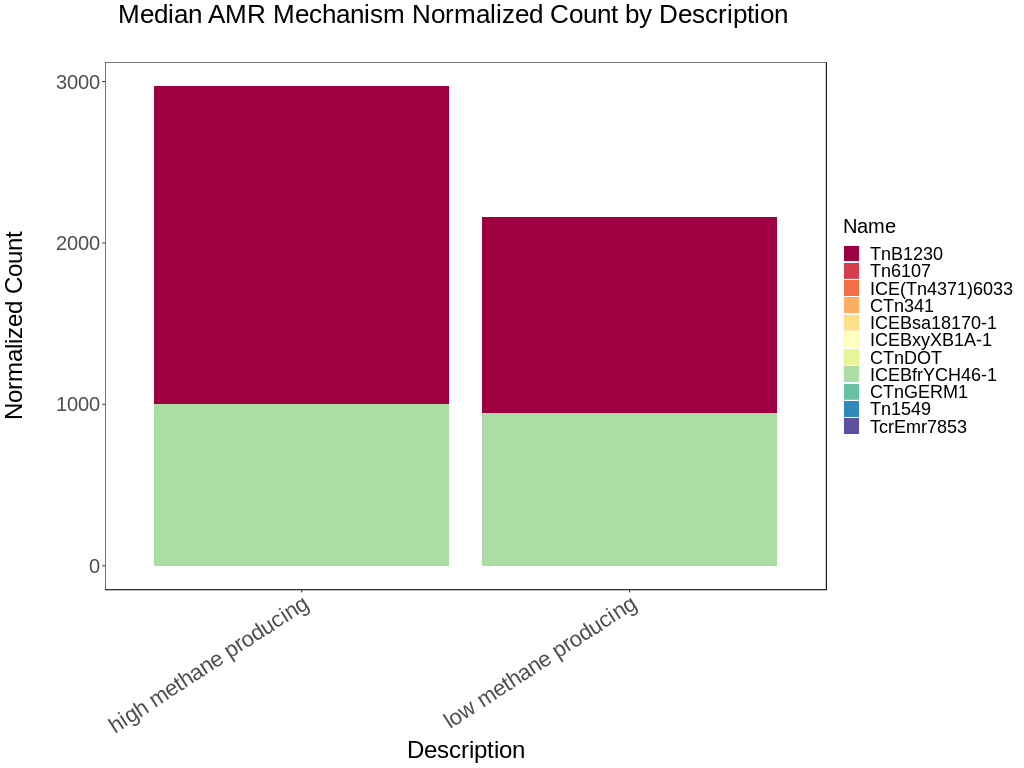 Median AMR Mechanism Normalized Count by Description
Normalized Count
3000
2000
1000
0
high methane producing
low methane producing
Description
Name
TnB1230
Tn6107
ICE(Tn4371)6033
CTn341
ICEBsa18170-1
ICEBxyXB1A-1
CTnDOT
ICEBfrYCH46-1
CTnGERM1
Tn1549
TcrEmr7853